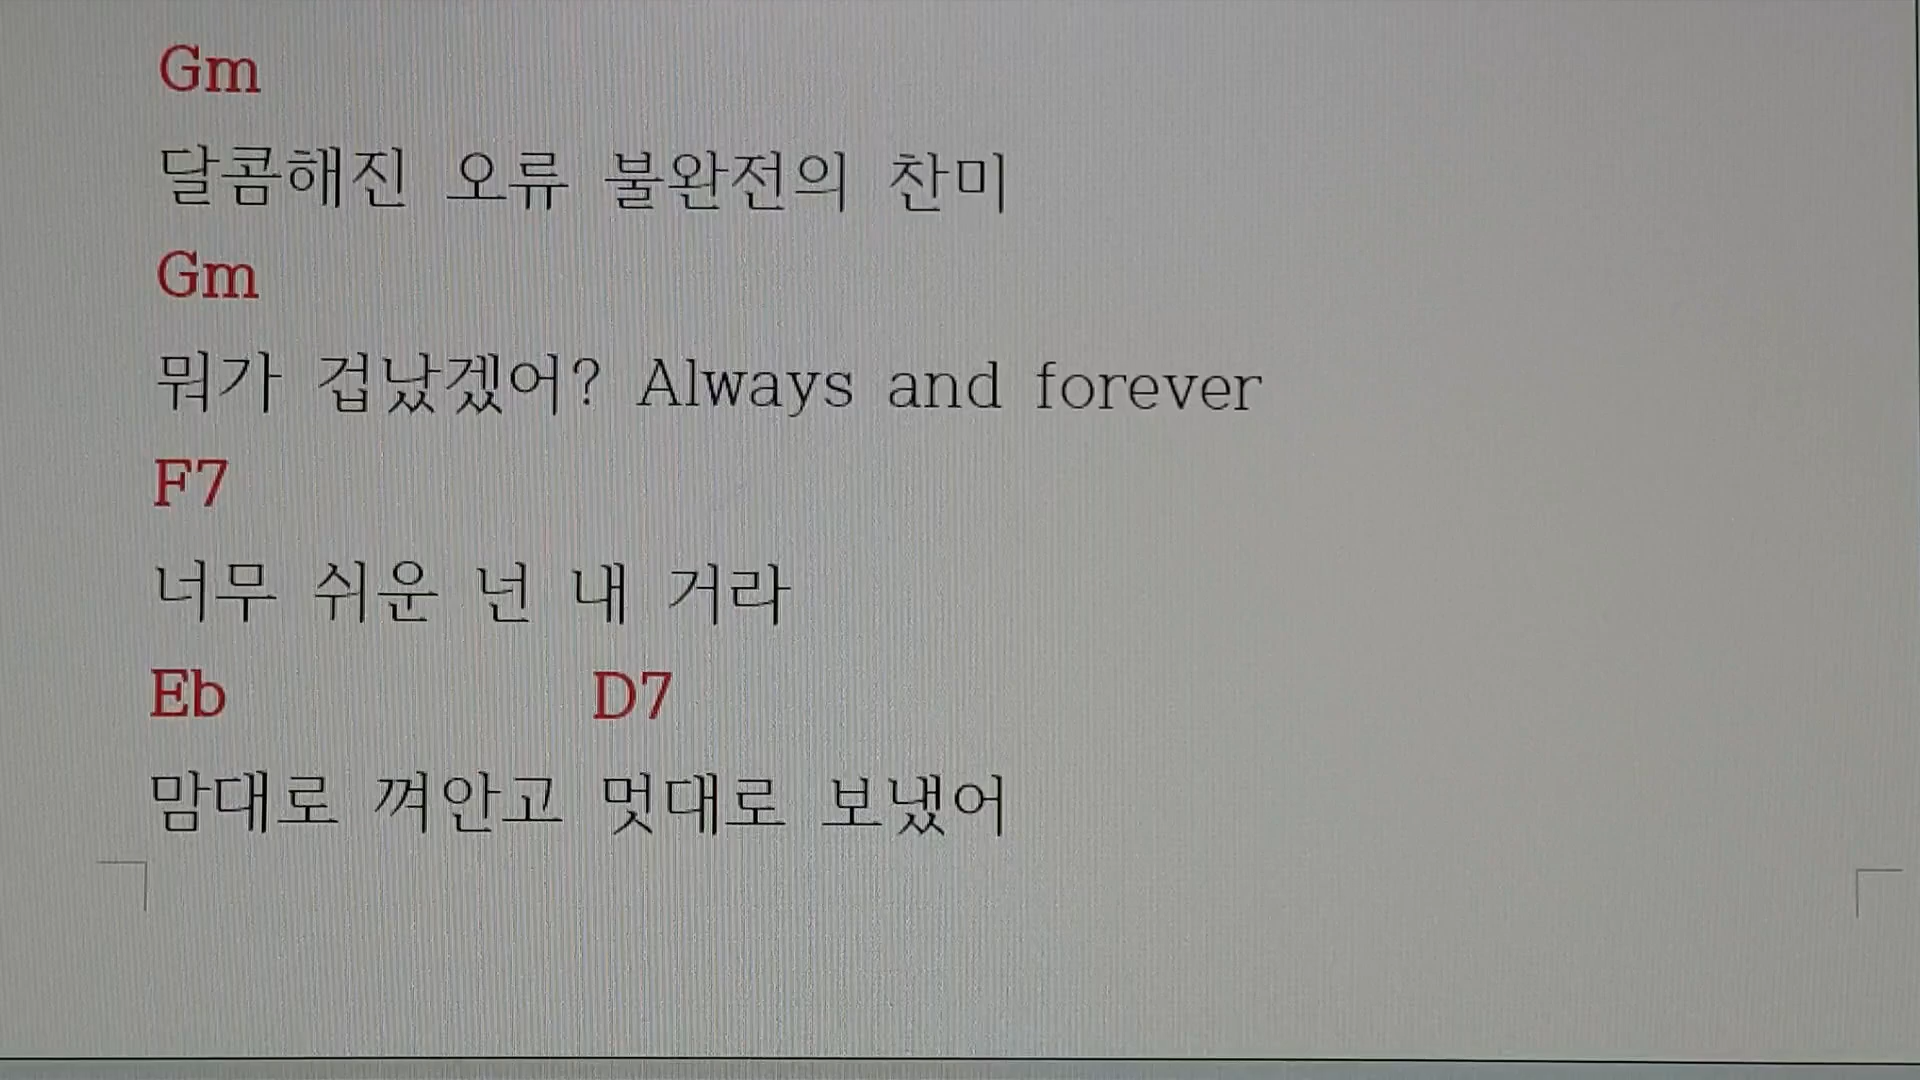 Gm
달콤해진 오류 불완전의 찬미
Gm
뭐가 겁났겠어? Always and forever
F7
너무 쉬운 넌 내 거라
Eb D7
맘대로 껴안고 멋대로 보냈어